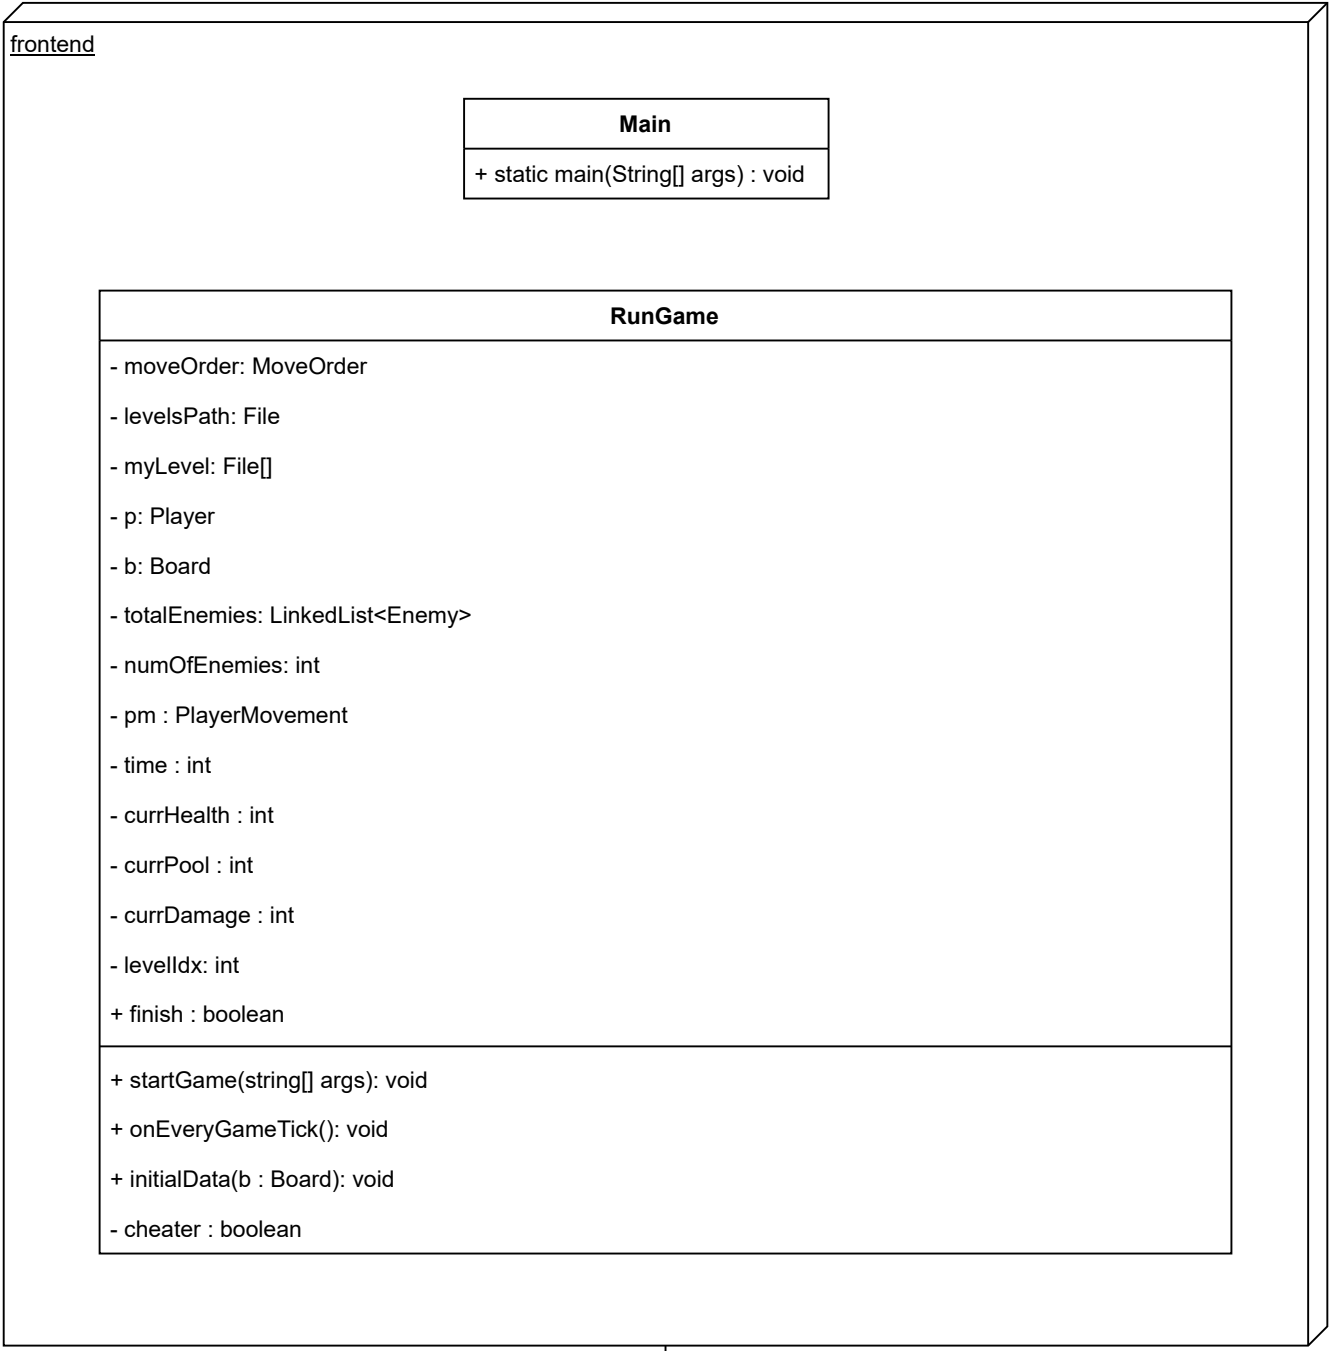 frontend
Main
+ static main(String[] args) : void
RunGame
- moveOrder: MoveOrder
- levelsPath: File
- myLevel: File[]
- p: Player
- b: Board
- totalEnemies: LinkedList<Enemy>
- numOfEnemies: int
- pm : PlayerMovement
- time : int
- currHealth : int
- currPool : int
- currDamage : int
- levelIdx: int
+ finish : boolean
+ startGame(string[] args): void
+ onEveryGameTick(): void
+ initialData(b : Board): void
- cheater : boolean